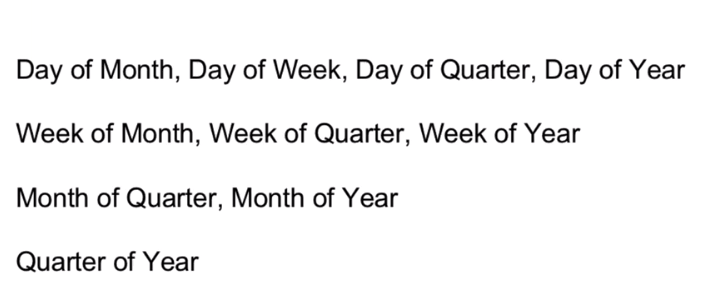 Day of Month, Day of Week, Day of Quarter, Day of Year
Week of Month, Week of Quarter, Week of Year
Month of Quarter, Month of Year
Quarter of Year